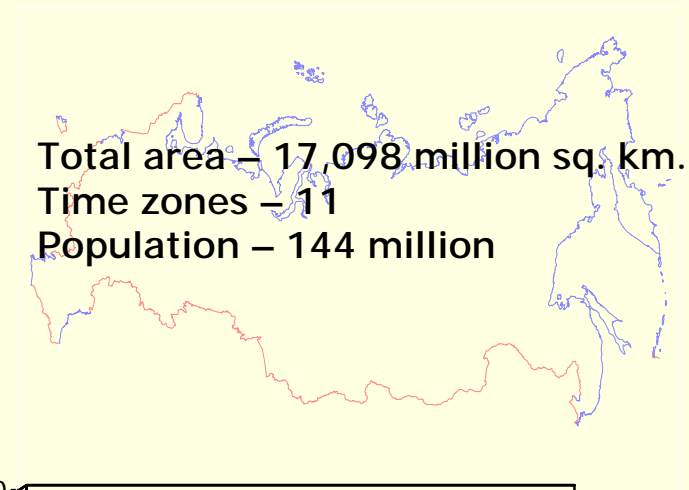 Total area – 17,098 million sq. km.
Time zones – 11
Population – 144 million